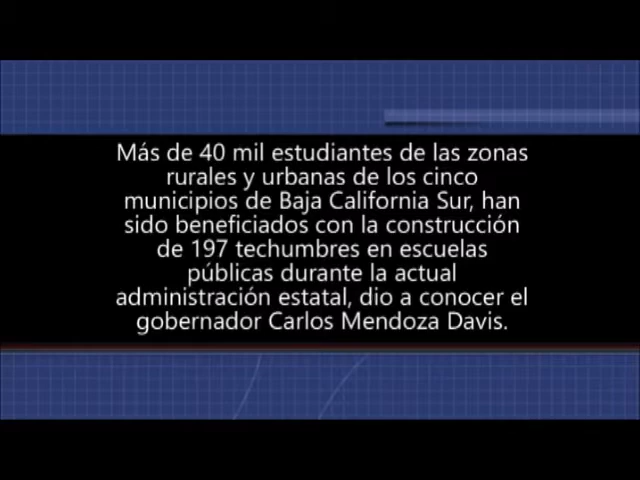 Más de 40 mil estudiantes de las zonas
rurales y urbanas de los cinco
municipios de Baja California Sur, han
sido beneficiados con la construcción
de 197 techumbres en escuelas
públicas durante la actual
administración estatal, dio a conocer el
gobernador Carlos Mendoza Davis.